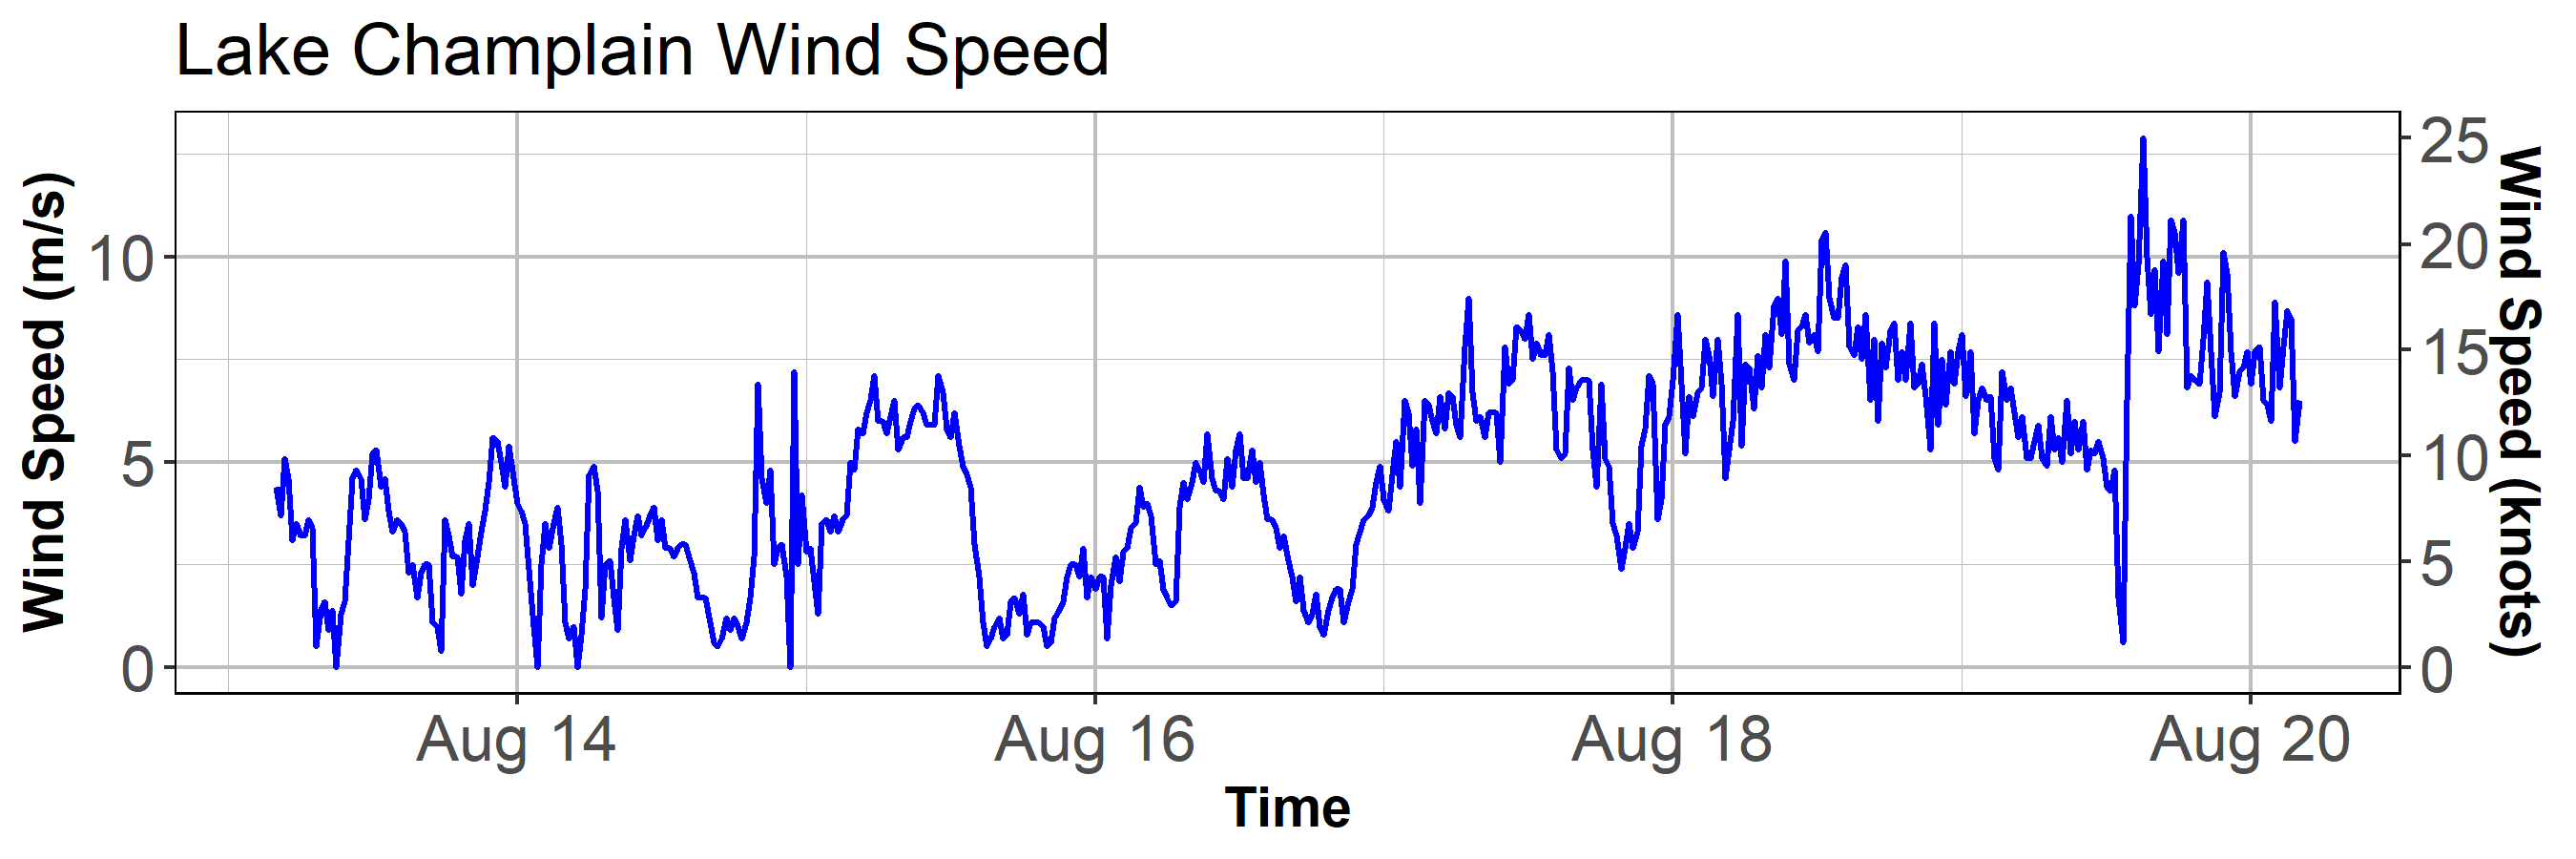 Lake Champlain Wind Speed
Wind Speed (m/s)
10
5
0
25
20
15
10
5
0
Wind Speed (knots)
Aug 14
Aug 16
Aug 18
Aug 20
Time